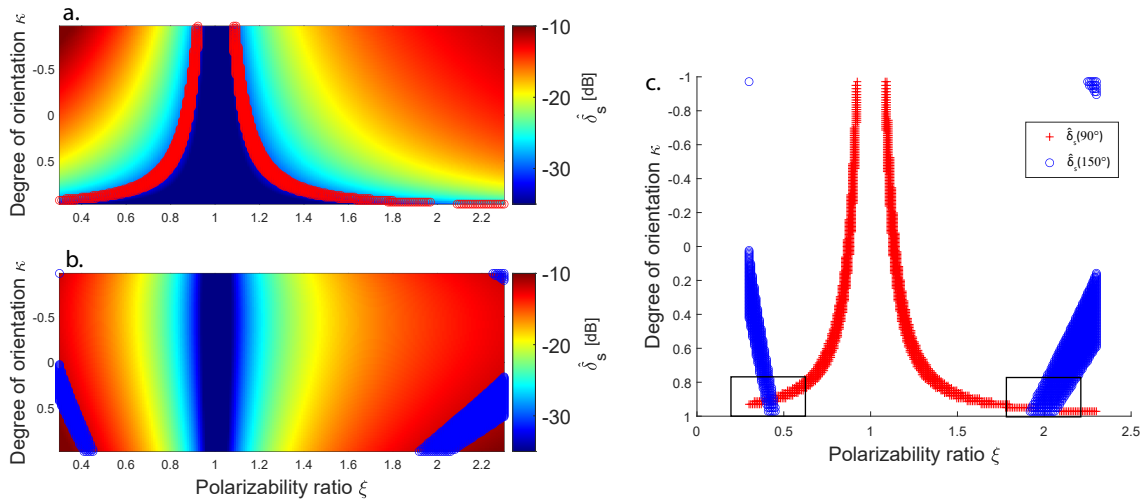 a.
Degree of orientation κ
-0.5
0
0.5
0.4 0.6 0.8 1 1.2 1.4 1.6 1.8 2 2.2
-10
-20
-30
δ̂s [dB]
b.
Degree of orientation κ
-0.5
0
0.5
0.4 0.6 0.8 1 1.2 1.4 1.6 1.8 2 2.2
Polarizability ratio ξ
-10
-20
-30
δ̂s [dB]
c.
Degree of orientation κ
-1
-0.8
-0.6
-0.4
-0.2
0
0.2
0.4
0.6
0.8
1
0 0.5 1 1.5 2 2.5
Polarizability ratio ξ
δ̂s(90°)
δ̂s(150°)